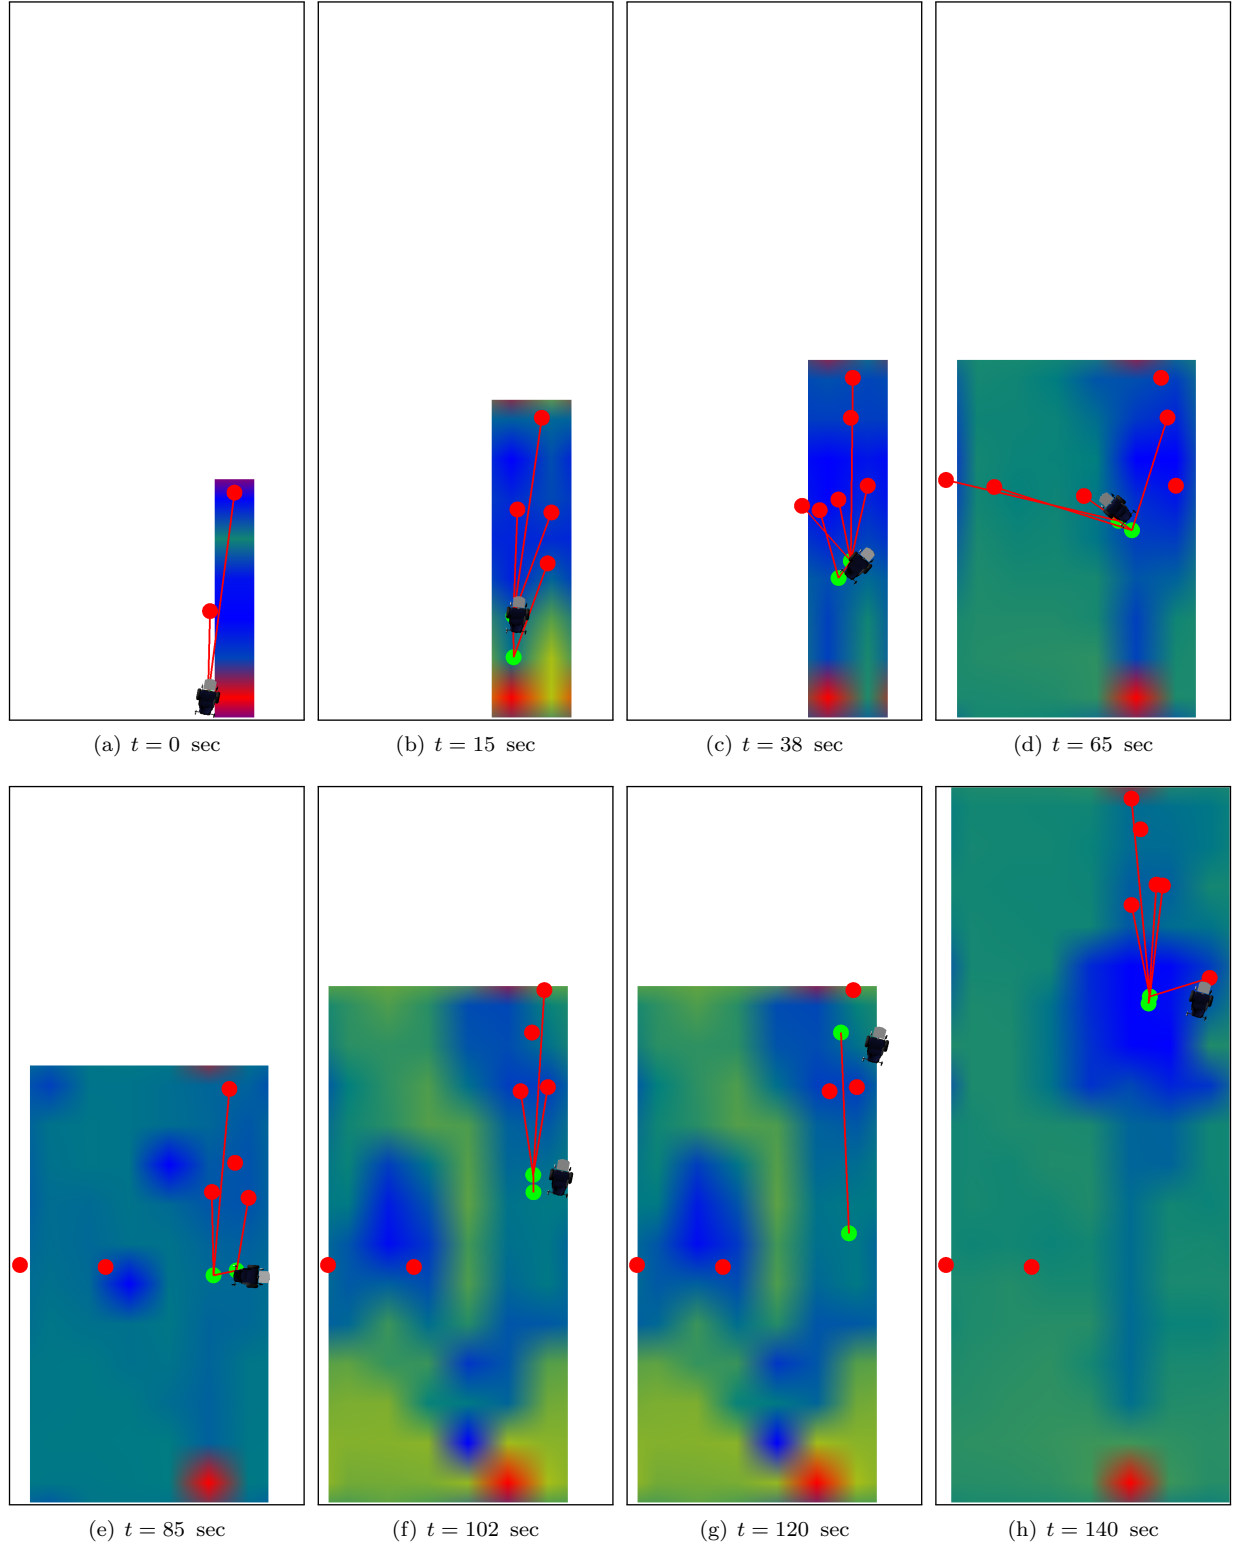 (a) t = 0 sec
(b) t = 15 sec
(c) t = 38 sec
(d) t = 65 sec
(e) t = 85 sec
(f) t = 102 sec
(g) t = 120 sec
(h) t = 140 sec